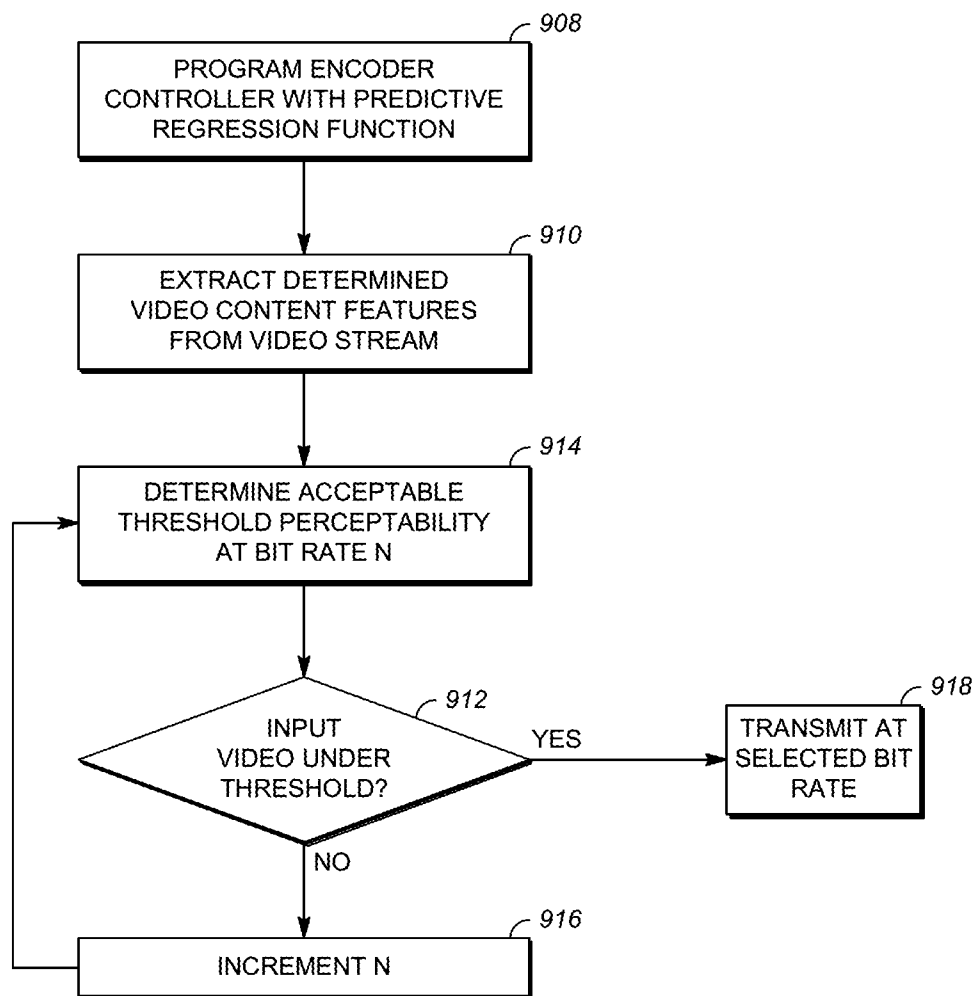 908
PROGRAM ENCODER
CONTROLLER WITH PREDICTIVE
REGRESSION FUNCTION
910
EXTRACT DETERMINED
VIDEO CONTENT FEATURES
FROM VIDEO STREAM
914
DETERMINE ACCEPTABLE
THRESHOLD PERCEPTABILITY
AT BIT RATE N
912
INPUT
VIDEO UNDER
THRESHOLD?
YES
918
TRANSMIT AT
SELECTED BIT
RATE
NO
916
INCREMENT N